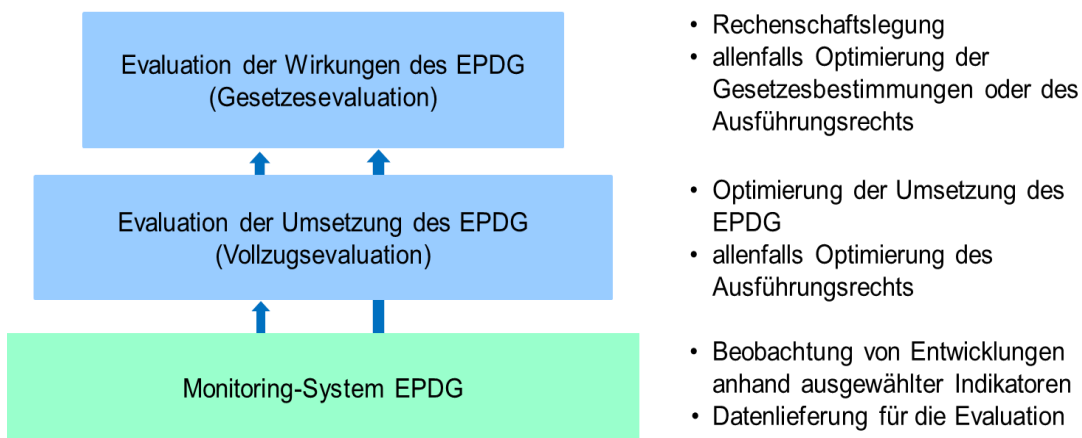 Evaluation der Wirkungen des EPDG
(Gesetzesevaluation)
• Rechenschaftslegung
• allenfalls Optimierung der
Gesetzesbestimmungen oder des
Ausführungsrechts
Evaluation der Umsetzung des EPDG
(Vollzugsevaluation)
• Optimierung der Umsetzung des
EPDG
• allenfalls Optimierung des
Ausführungsrechts
Monitoring-System EPDG
• Beobachtung von Entwicklungen
anhand ausgewählter Indikatoren
• Datenlieferung für die Evaluation